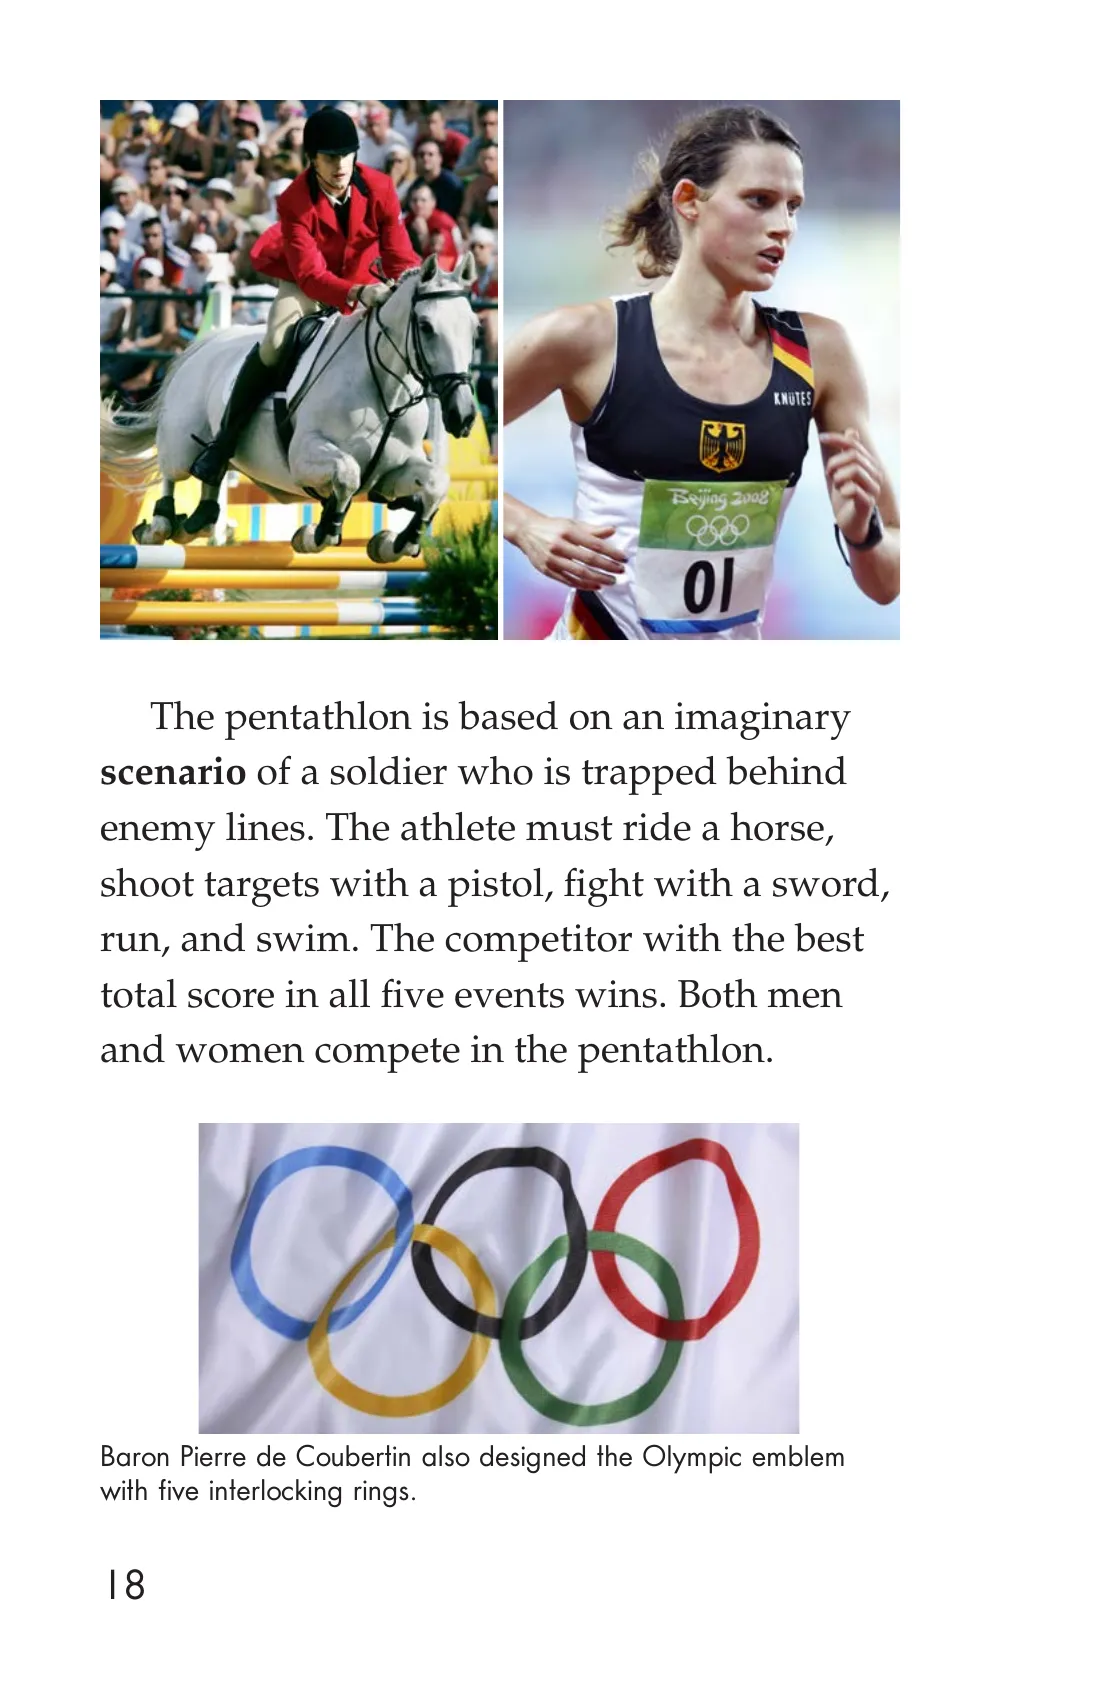 KNUTES
Beijing 2008
01
The pentathlon is based on an imaginary
scenario of a soldier who is trapped behind
enemy lines. The athlete must ride a horse,
shoot targets with a pistol, fight with a sword,
run, and swim. The competitor with the best
total score in all five events wins. Both men
and women compete in the pentathlon.
Baron Pierre de Coubertin also designed the Olympic emblem
with five interlocking rings.
18